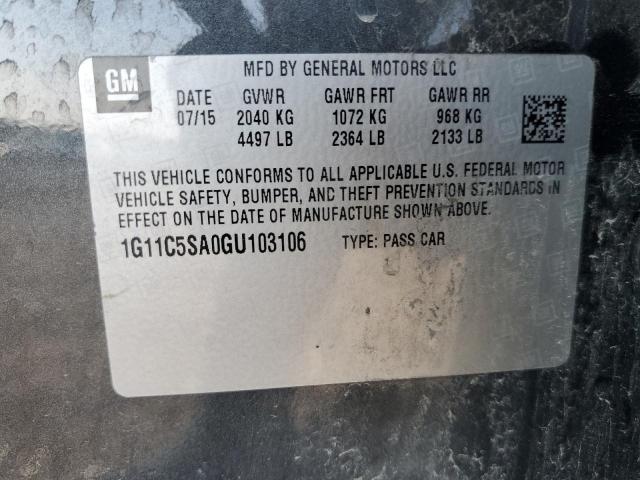 GM
MFD BY GENERAL MOTORS LLC
DATE GVWR GAWR FRT GAWR RR
07/15 2040 KG 1072 KG 968 KG
4497 LB 2364 LB 2133 LB
THIS VEHICLE CONFORMS TO ALL APPLICABLE U.S. FEDERAL MOTOR
VEHICLE SAFETY, BUMPER, AND THEFT PREVENTION STANDARDS IN
EFFECT ON THE DATE OF MANUFACTURE SHOWN ABOVE.
1G11C5SA0GU103106 TYPE: PASS CAR